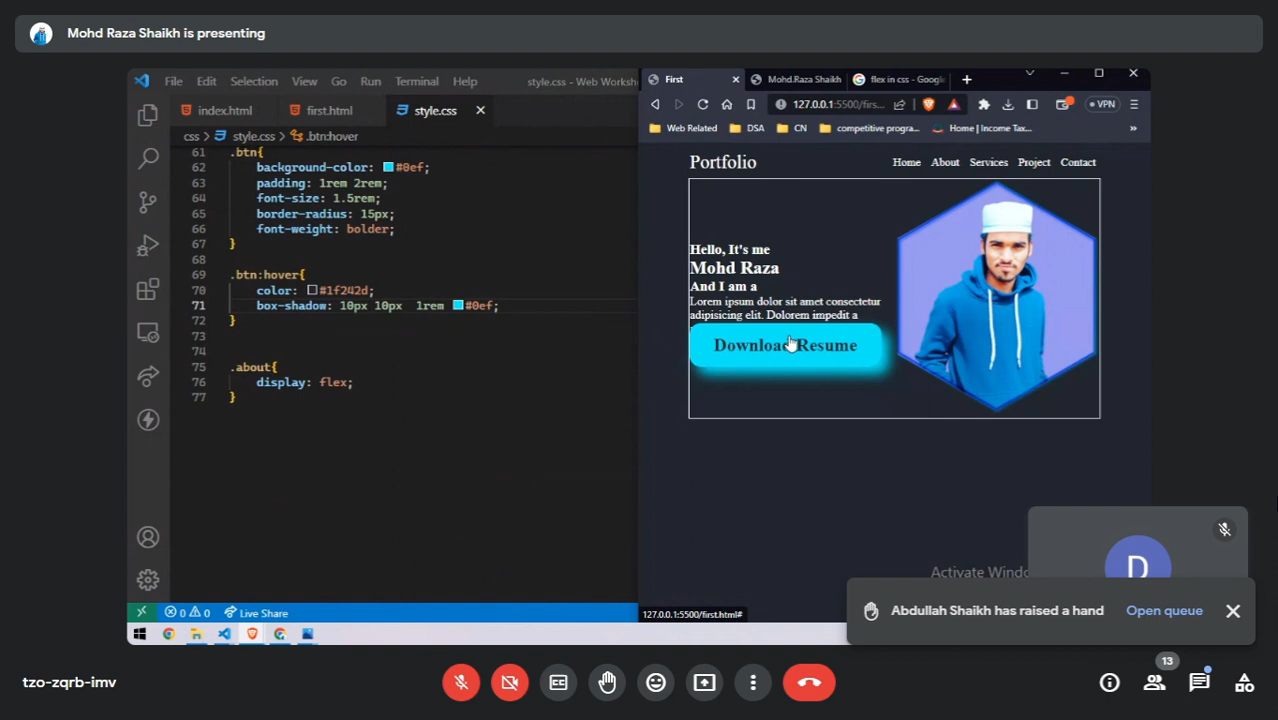 Mohd Raza Shaikh is presenting
File Edit Selection View Go Run Terminal Help style.css - Web Worksh
index.html first.html style.css
css > style.css > .btn:hover
61 .btn{
62 background-color: #0ef;
63 padding: 1rem 2rem;
64 font-size: 1.5rem;
65 border-radius: 15px;
66 font-weight: bolder;
67 }
68
69 .btn:hover{
70 color: #1f242d;
71 box-shadow: 10px 10px 1rem #0ef;
72 }
73
74
75 .about{
76 display: flex;
77 }
0 0 Live Share
First Mohd.Raza Shaikh flex in css - Google
127.0.0.1:5500/firs... VPN
Web Related DSA CN competitive progra... Home | Income Tax... »
Portfolio Home About Services Project Contact
Hello, It's me
Mohd Raza
And I am a
Lorem ipsum dolor sit amet consectetur
adipisicing elit. Dolorem impedit a
Download Resume
Activate Windo
127.0.0.1:5500/first.html#
D
Abdullah Shaikh has raised a hand Open queue
13
tzo-zqrb-imv
CC